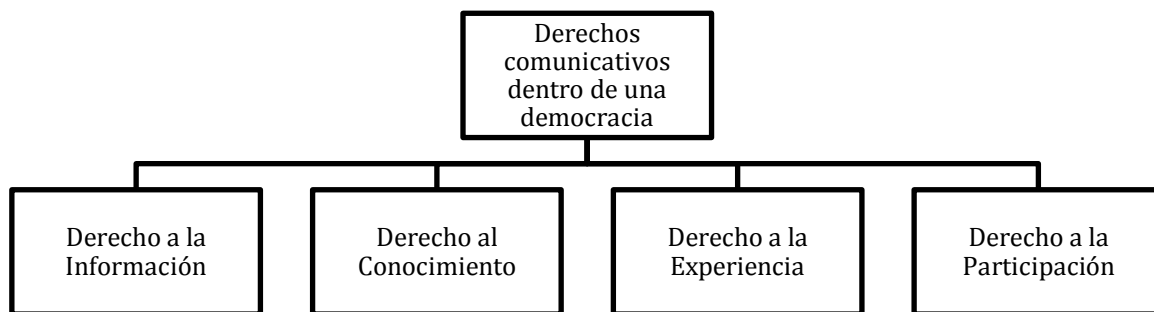 Derechos
comunicativos
dentro de una
democracia
Derecho a la
Información
Derecho al
Conocimiento
Derecho a la
Experiencia
Derecho a la
Participación